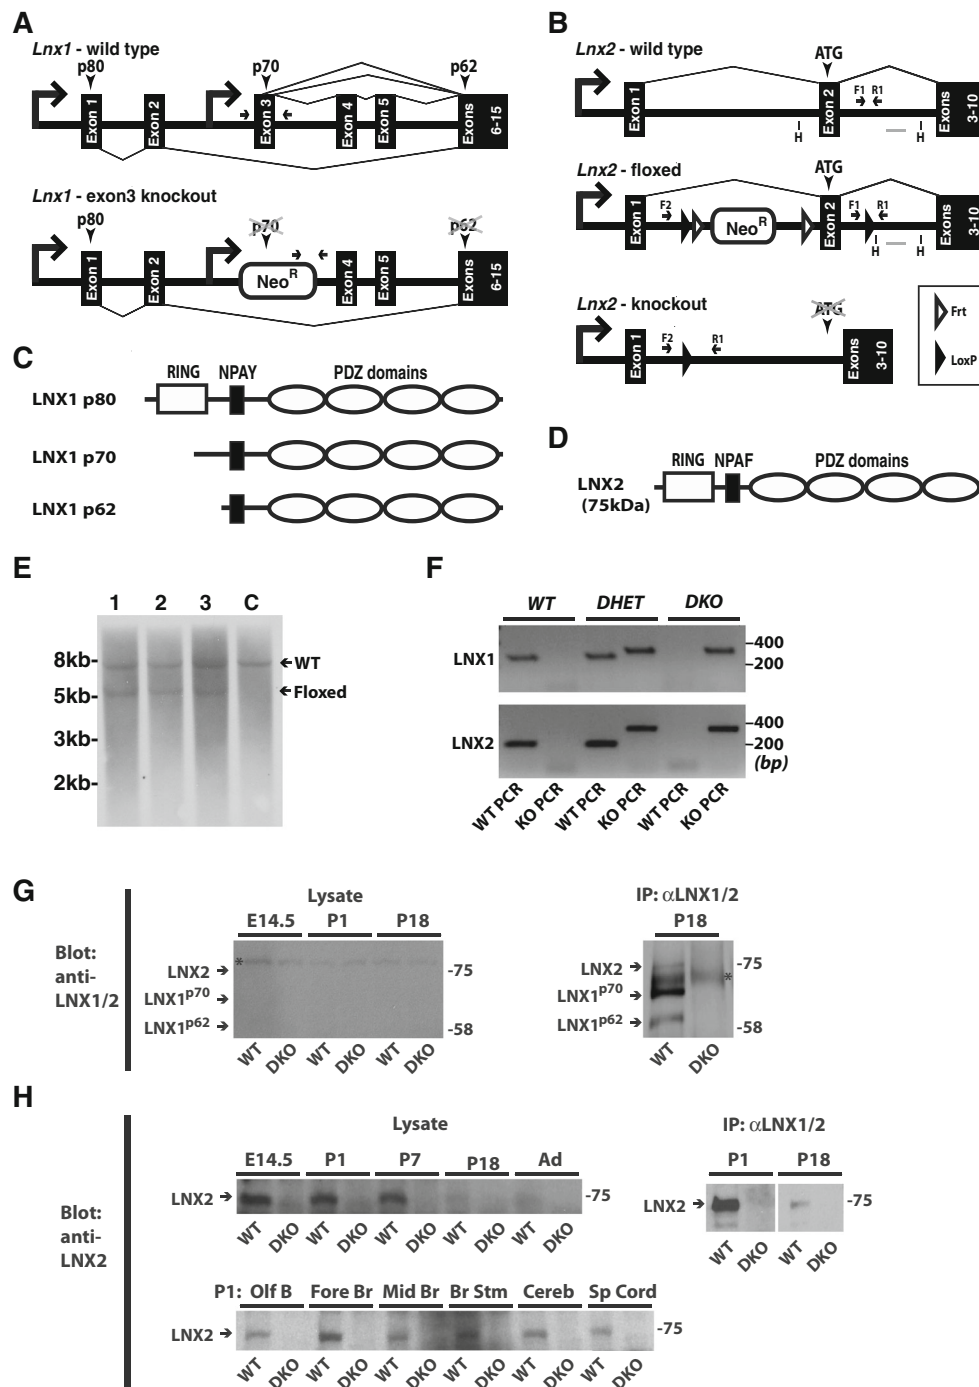 A
Lnx1 - wild type
p80
p70
p62
Exon 1
Exon 2
Exon 3
Exon 4
Exon 5
Exons
6-15
Lnx1 - exon3 knockout
p80
p70
p62
Exon 1
Exon 2
Neo^R
Exon 4
Exon 5
Exons
6-15
B
Lnx2 - wild type
ATG
Exon 1
Exon 2
F1
R1
Exons
3-10
H
H
Lnx2 - floxed
ATG
Exon 1
F2
Neo^R
Exon 2
F1
R1
Exons
3-10
H
H
Lnx2 - knockout
ATG
Exon 1
F2
R1
Exons
3-10
Frt
LoxP
C
RING NPAY PDZ domains
LNX1 p80
LNX1 p70
LNX1 p62
D
RING NPAF PDZ domains
LNX2
(75kDa)
E
1 2 3 C
8kb-
5kb-
3kb-
2kb-
WT
Floxed
F
WT DHET DKO
LNX1
-400
-200
LNX2
-400
-200
(bp)
WT PCR KO PCR WT PCR KO PCR WT PCR KO PCR
G
Blot:
anti-
LNX1/2
Lysate
E14.5 P1 P18
*
LNX2
LNX1^p70
LNX1^p62
-75
-58
WT DKO WT DKO WT DKO
IP: αLNX1/2
P18
LNX2
LNX1^p70
LNX1^p62
-75
*
-58
WT DKO
H
Blot:
anti-
LNX2
Lysate
E14.5 P1 P7 P18 Ad
LNX2
-75
WT DKO WT DKO WT DKO WT DKO WT DKO
IP: αLNX1/2
P1 P18
LNX2
-75
WT DKO WT DKO
P1: Olf B Fore Br Mid Br Br Stm Cereb Sp Cord
LNX2
-75
WT DKO WT DKO WT DKO WT DKO WT DKO WT DKO